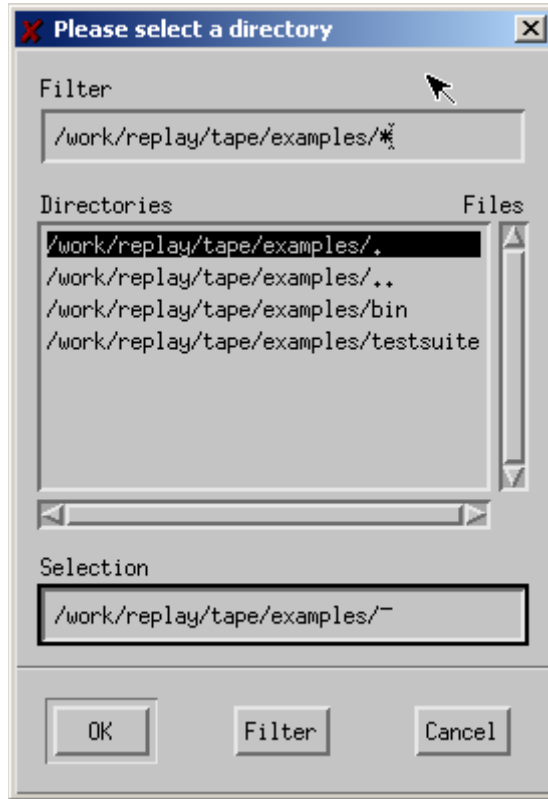 Please select a directory
Filter
/work/replay/tape/examples/*
Directories Files
/work/replay/tape/examples/.
/work/replay/tape/examples/..
/work/replay/tape/examples/bin
/work/replay/tape/examples/testsuite
Selection
/work/replay/tape/examples/
OK Filter Cancel